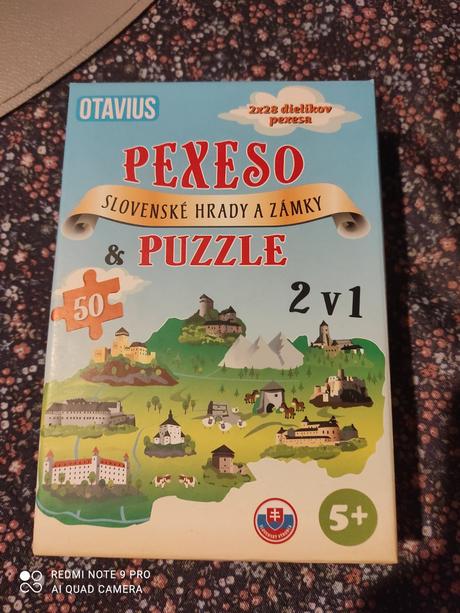 OTAVIUS
2x28 dielikov
pexesa
PEXESO
SLOVENSKÉ HRADY A ZÁMKY
& PUZZLE
50
2 v 1
5+
REDMI NOTE 9 PRO
AI QUAD CAMERA